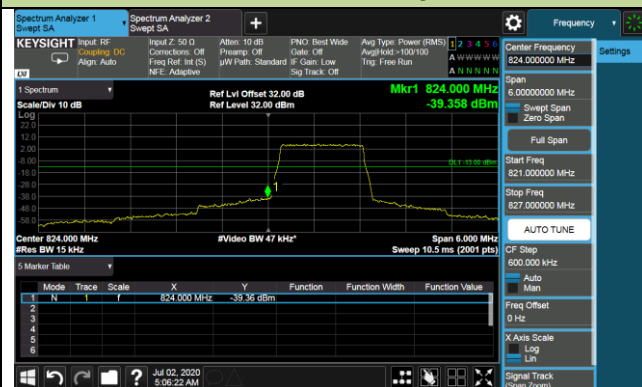 Spectrum Analyzer 1
Swept SA
Spectrum Analyzer 2
Swept SA
+
Frequency
KEYSIGHT
Input: RF
Coupling: DC
Align: Auto
Input Z: 50 Ω
Corrections: Off
Freq Ref: Int (S)
NFE: Adaptive
Atten: 10 dB
Preamp: Off
µW Path: Standard
PNO: Best Wide
Gate: Off
IF Gain: Low
Sig Track: Off
Avg Type: Power (RMS)
Avg|Hold:>100/100
Trig: Free Run
1 2 3 4 5 6
A W W W W W
A N N N N N
LXI
1 Spectrum
Scale/Div 10 dB
Ref Lvl Offset 32.00 dB
Ref Level 32.00 dBm
Mkr1 824.000 MHz
-39.358 dBm
Log
22.0
12.0
2.00
-8.00
-18.0
-28.0
-38.0
-48.0
-58.0
DL1 -13.00 dBm
1
Center 824.000 MHz
#Res BW 15 kHz
#Video BW 47 kHz*
Span 6.000 MHz
Sweep 10.5 ms (2001 pts)
5 Marker Table
Mode Trace Scale X Y Function Function Width Function Value
1 N 1 f 824.000 MHz -39.36 dBm
2
3
4
5
6
Jul 02, 2020
5:06:22 AM
Center Frequency
824.000000 MHz
Settings
Span
6.00000000 MHz
Swept Span
Zero Span
Full Span
Start Freq
821.000000 MHz
Stop Freq
827.000000 MHz
AUTO TUNE
CF Step
600.000 kHz
Auto
Man
Freq Offset
0 Hz
X Axis Scale
Log
Lin
Signal Track
(Span Zoom)